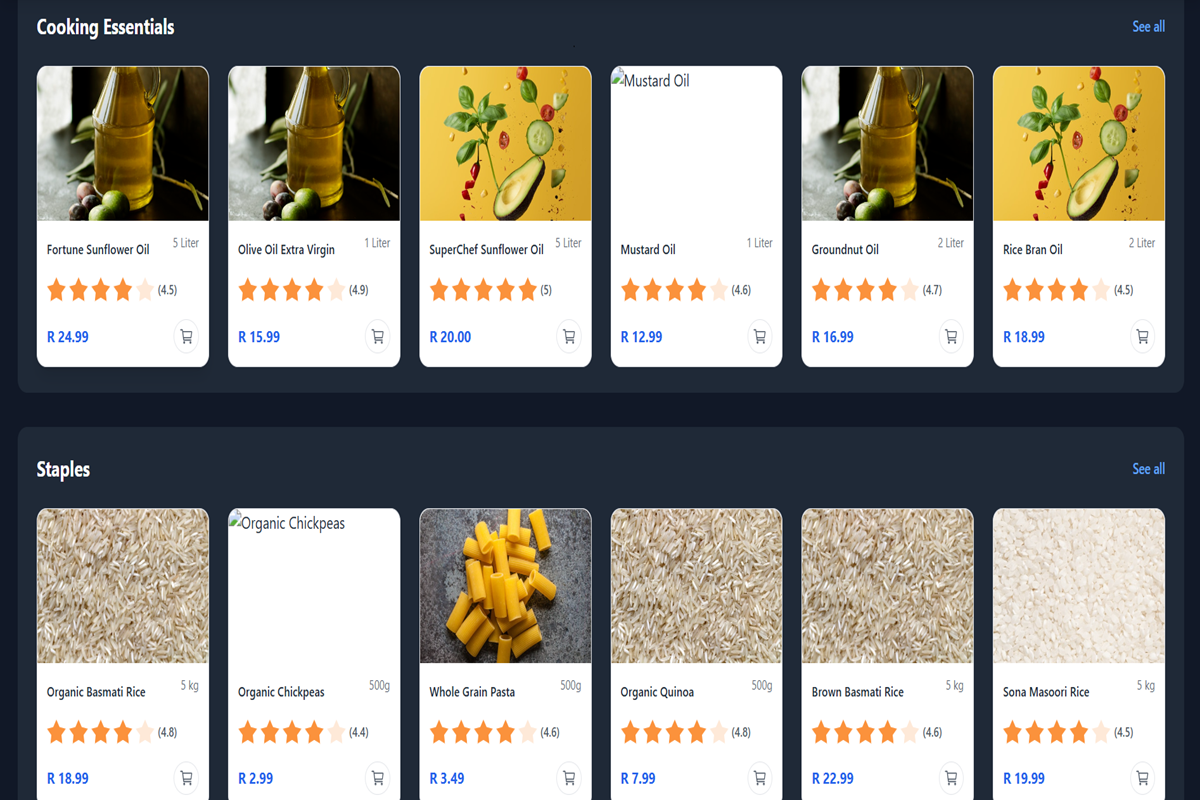 Cooking Essentials
See all
Mustard Oil
Fortune Sunflower Oil 5 Liter
(4.5)
R 24.99
Olive Oil Extra Virgin 1 Liter
(4.9)
R 15.99
SuperChef Sunflower Oil 5 Liter
(5)
R 20.00
Mustard Oil 1 Liter
(4.6)
R 12.99
Groundnut Oil 2 Liter
(4.7)
R 16.99
Rice Bran Oil 2 Liter
(4.5)
R 18.99
Staples
See all
Organic Chickpeas
Organic Basmati Rice 5 kg
(4.8)
R 18.99
Organic Chickpeas 500g
(4.4)
R 2.99
Whole Grain Pasta 500g
(4.6)
R 3.49
Organic Quinoa 500g
(4.8)
R 7.99
Brown Basmati Rice 5 kg
(4.6)
R 22.99
Sona Masoori Rice 5 kg
(4.5)
R 19.99